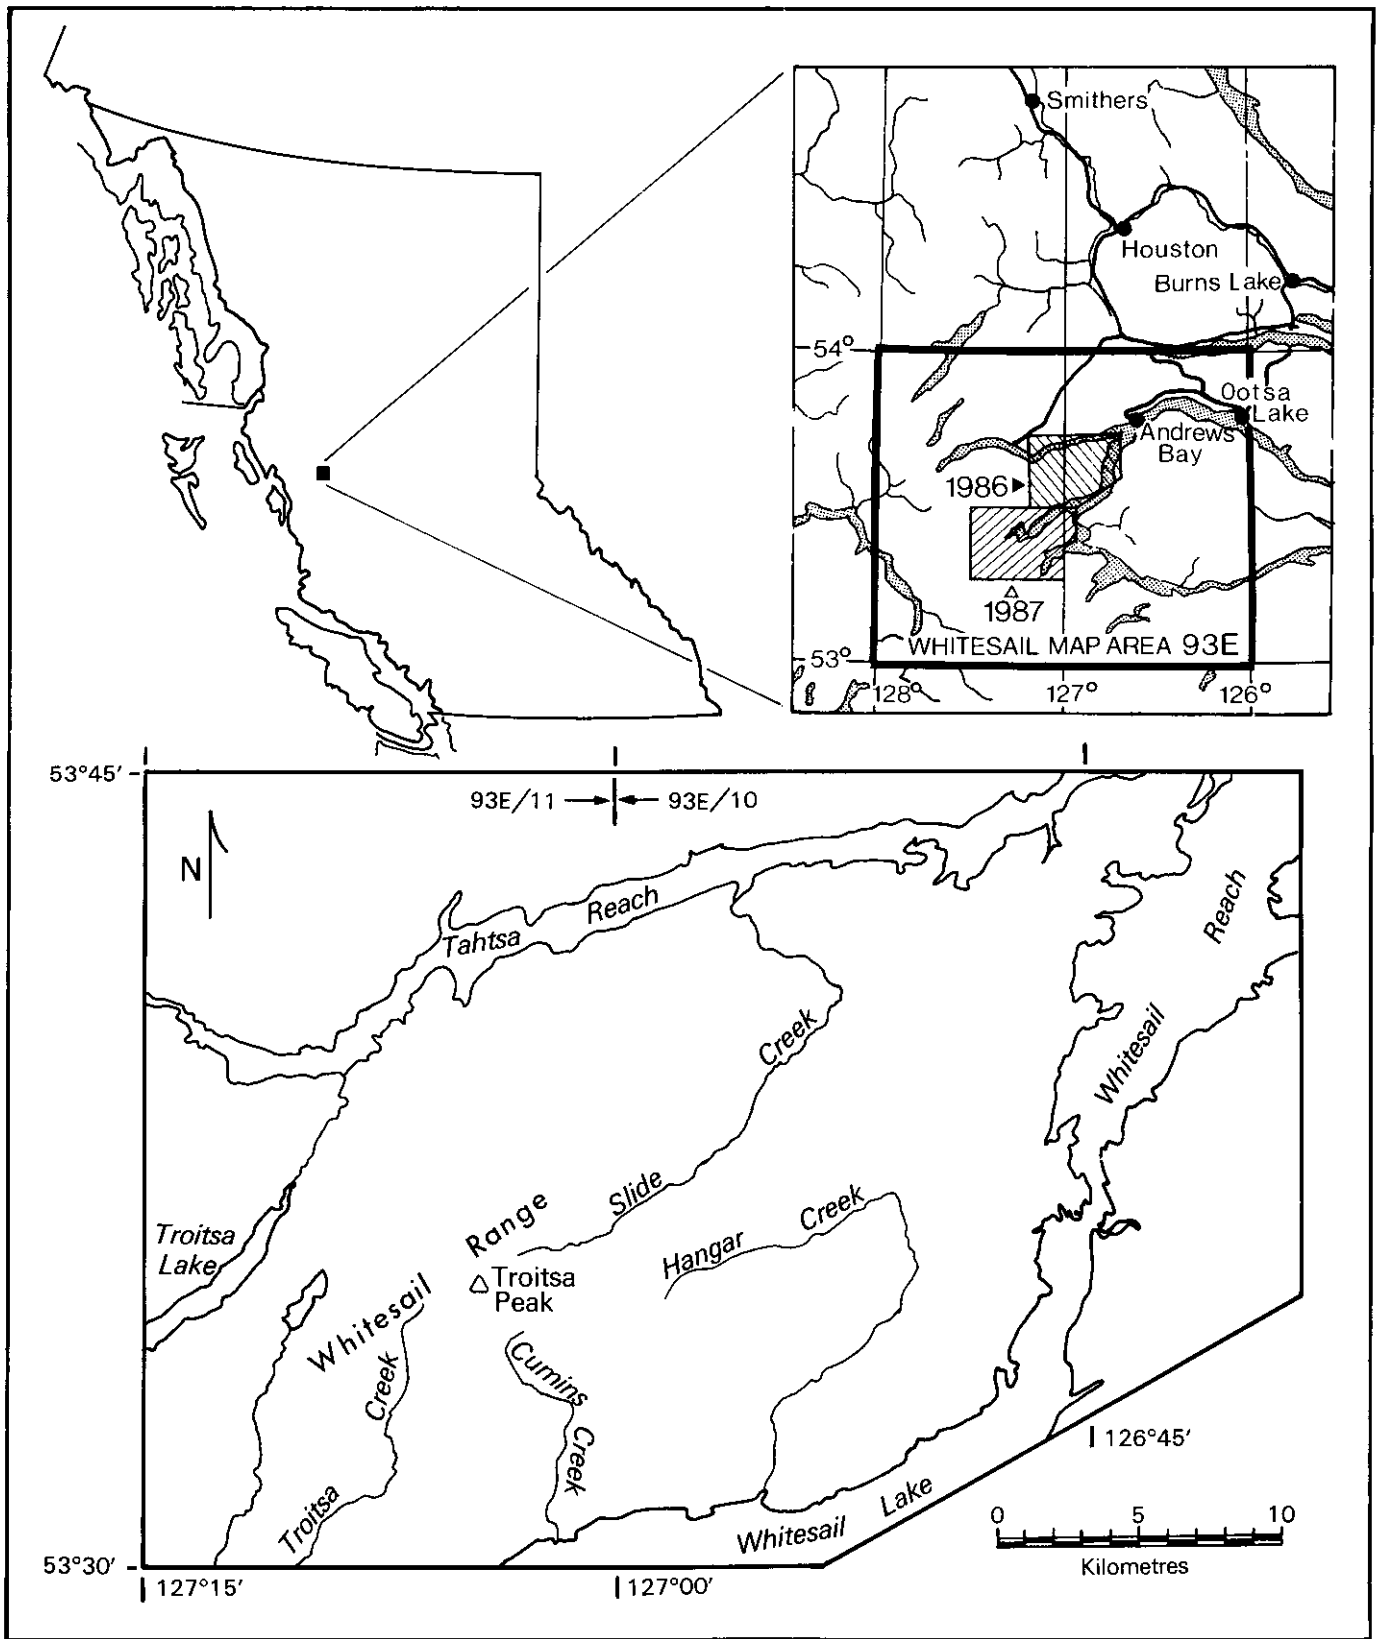 Smithers
Houston
Burns Lake
54°
Ootsa
Lake
Andrews
Bay
1986
1987
WHITESAIL MAP AREA 93E
53°
128°
127°
126°
53°45′
93E/11
93E/10
N
Tahtsa
Reach
Reach
Whitesail
Creek
Slide
Range
Whitesail
Troitsa
Lake
Troitsa
Peak
Hangar
Creek
Cumins
Creek
Creek
Troitsa
Whitesail
Lake
126°45′
0
5
10
Kilometres
53°30′
127°15′
127°00′